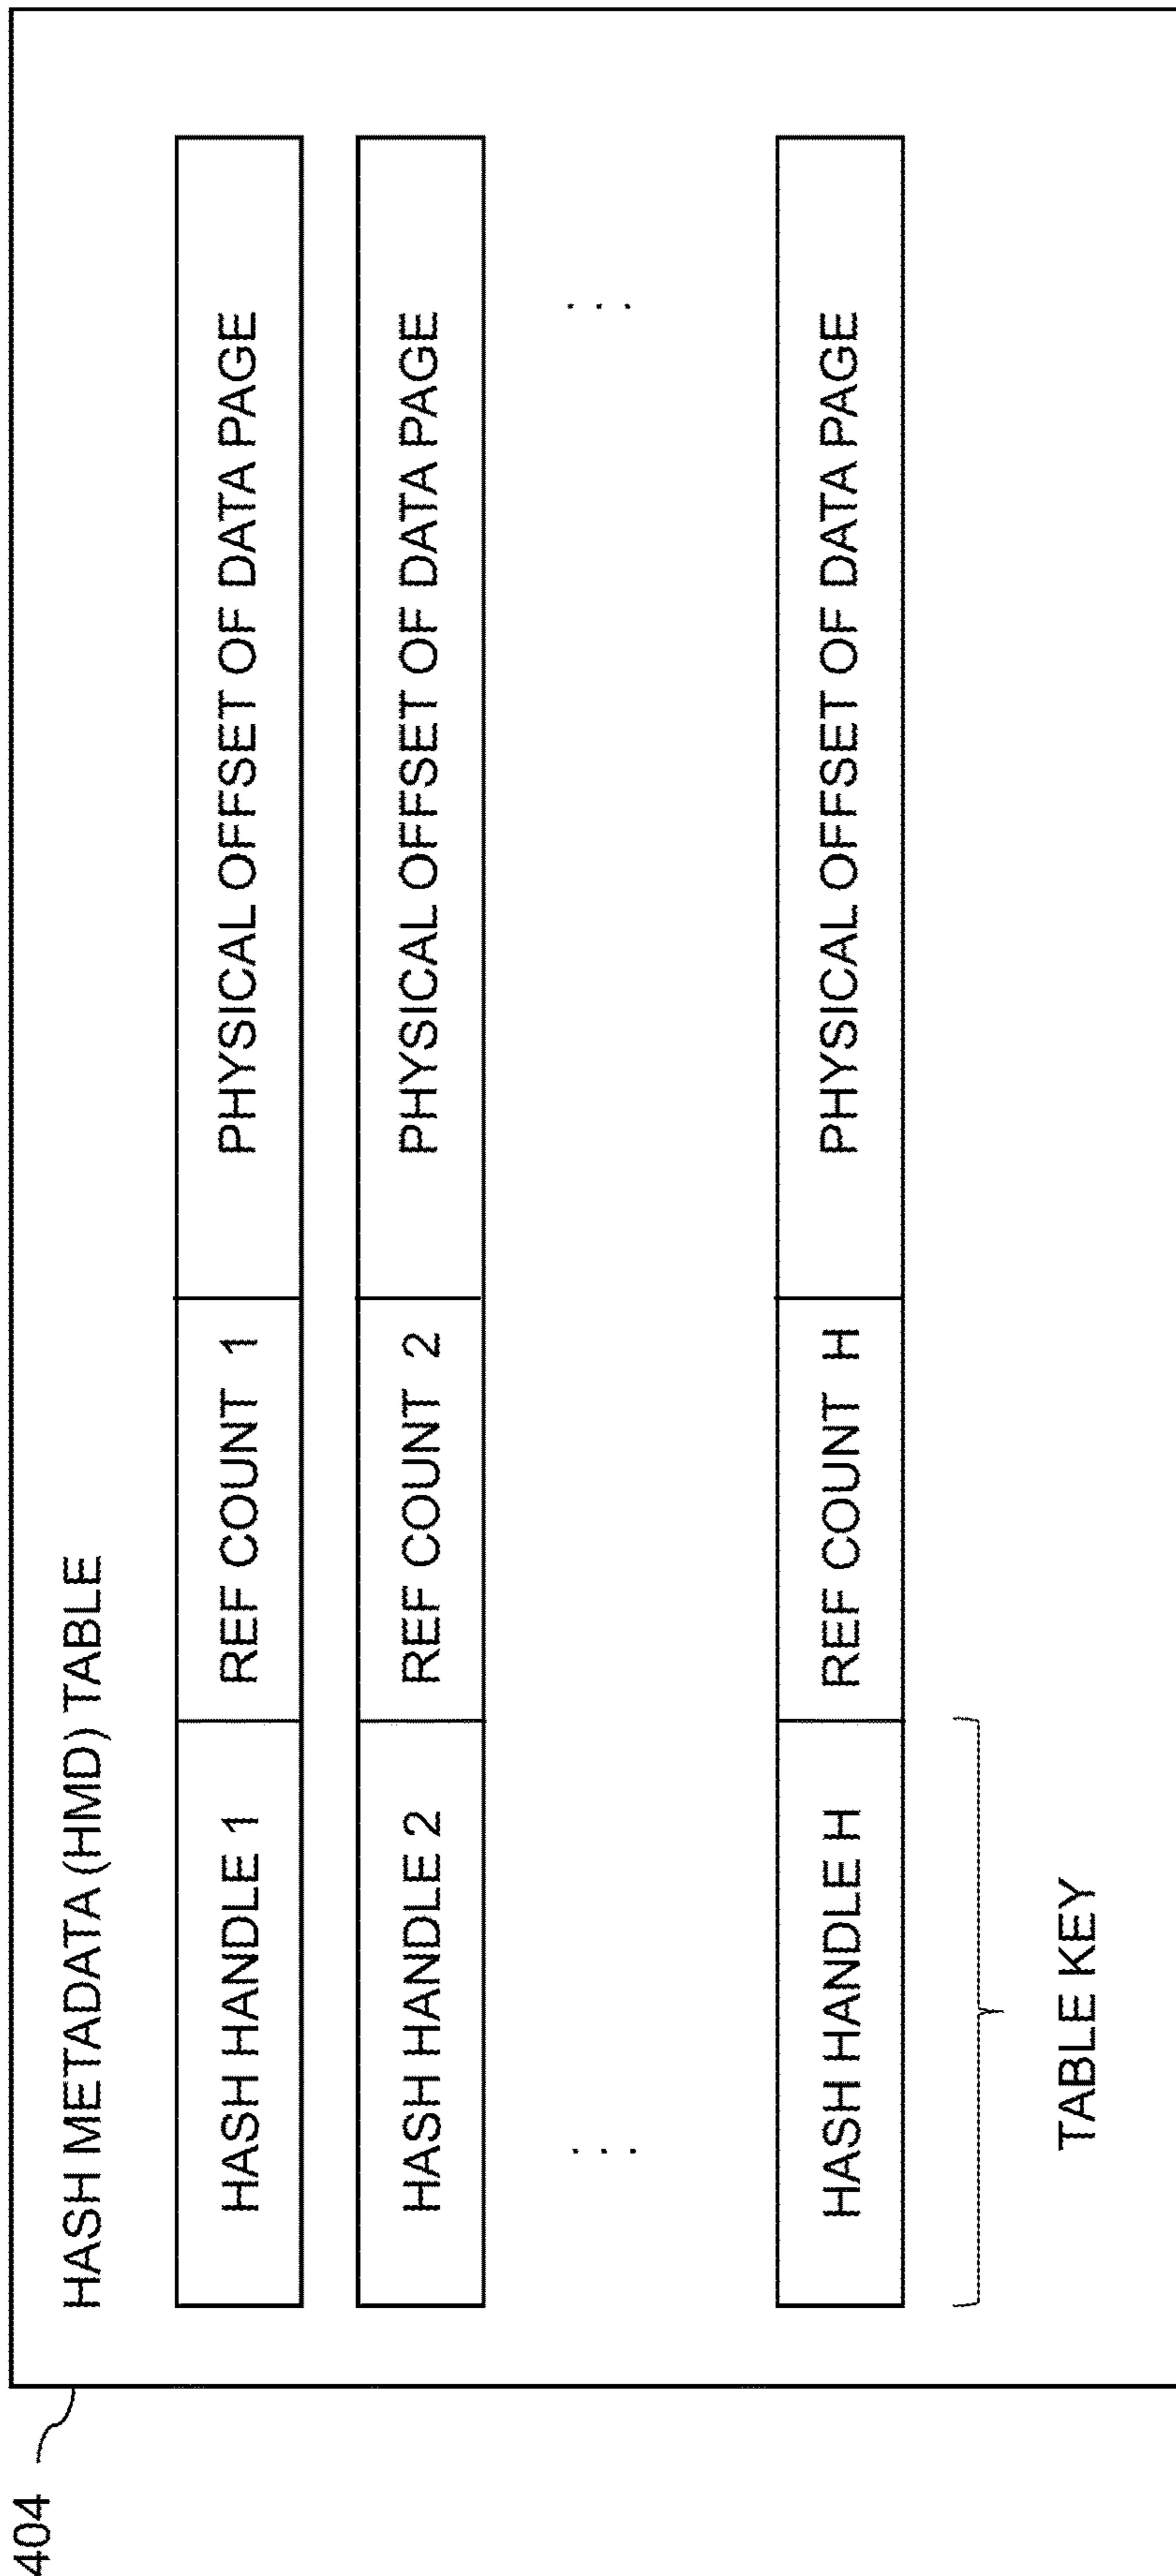 404
HASH METADATA (HMD) TABLE
HASH HANDLE 1 REF COUNT 1 PHYSICAL OFFSET OF DATA PAGE
HASH HANDLE 2 REF COUNT 2 PHYSICAL OFFSET OF DATA PAGE
. . . . . .
HASH HANDLE H REF COUNT H PHYSICAL OFFSET OF DATA PAGE
TABLE KEY